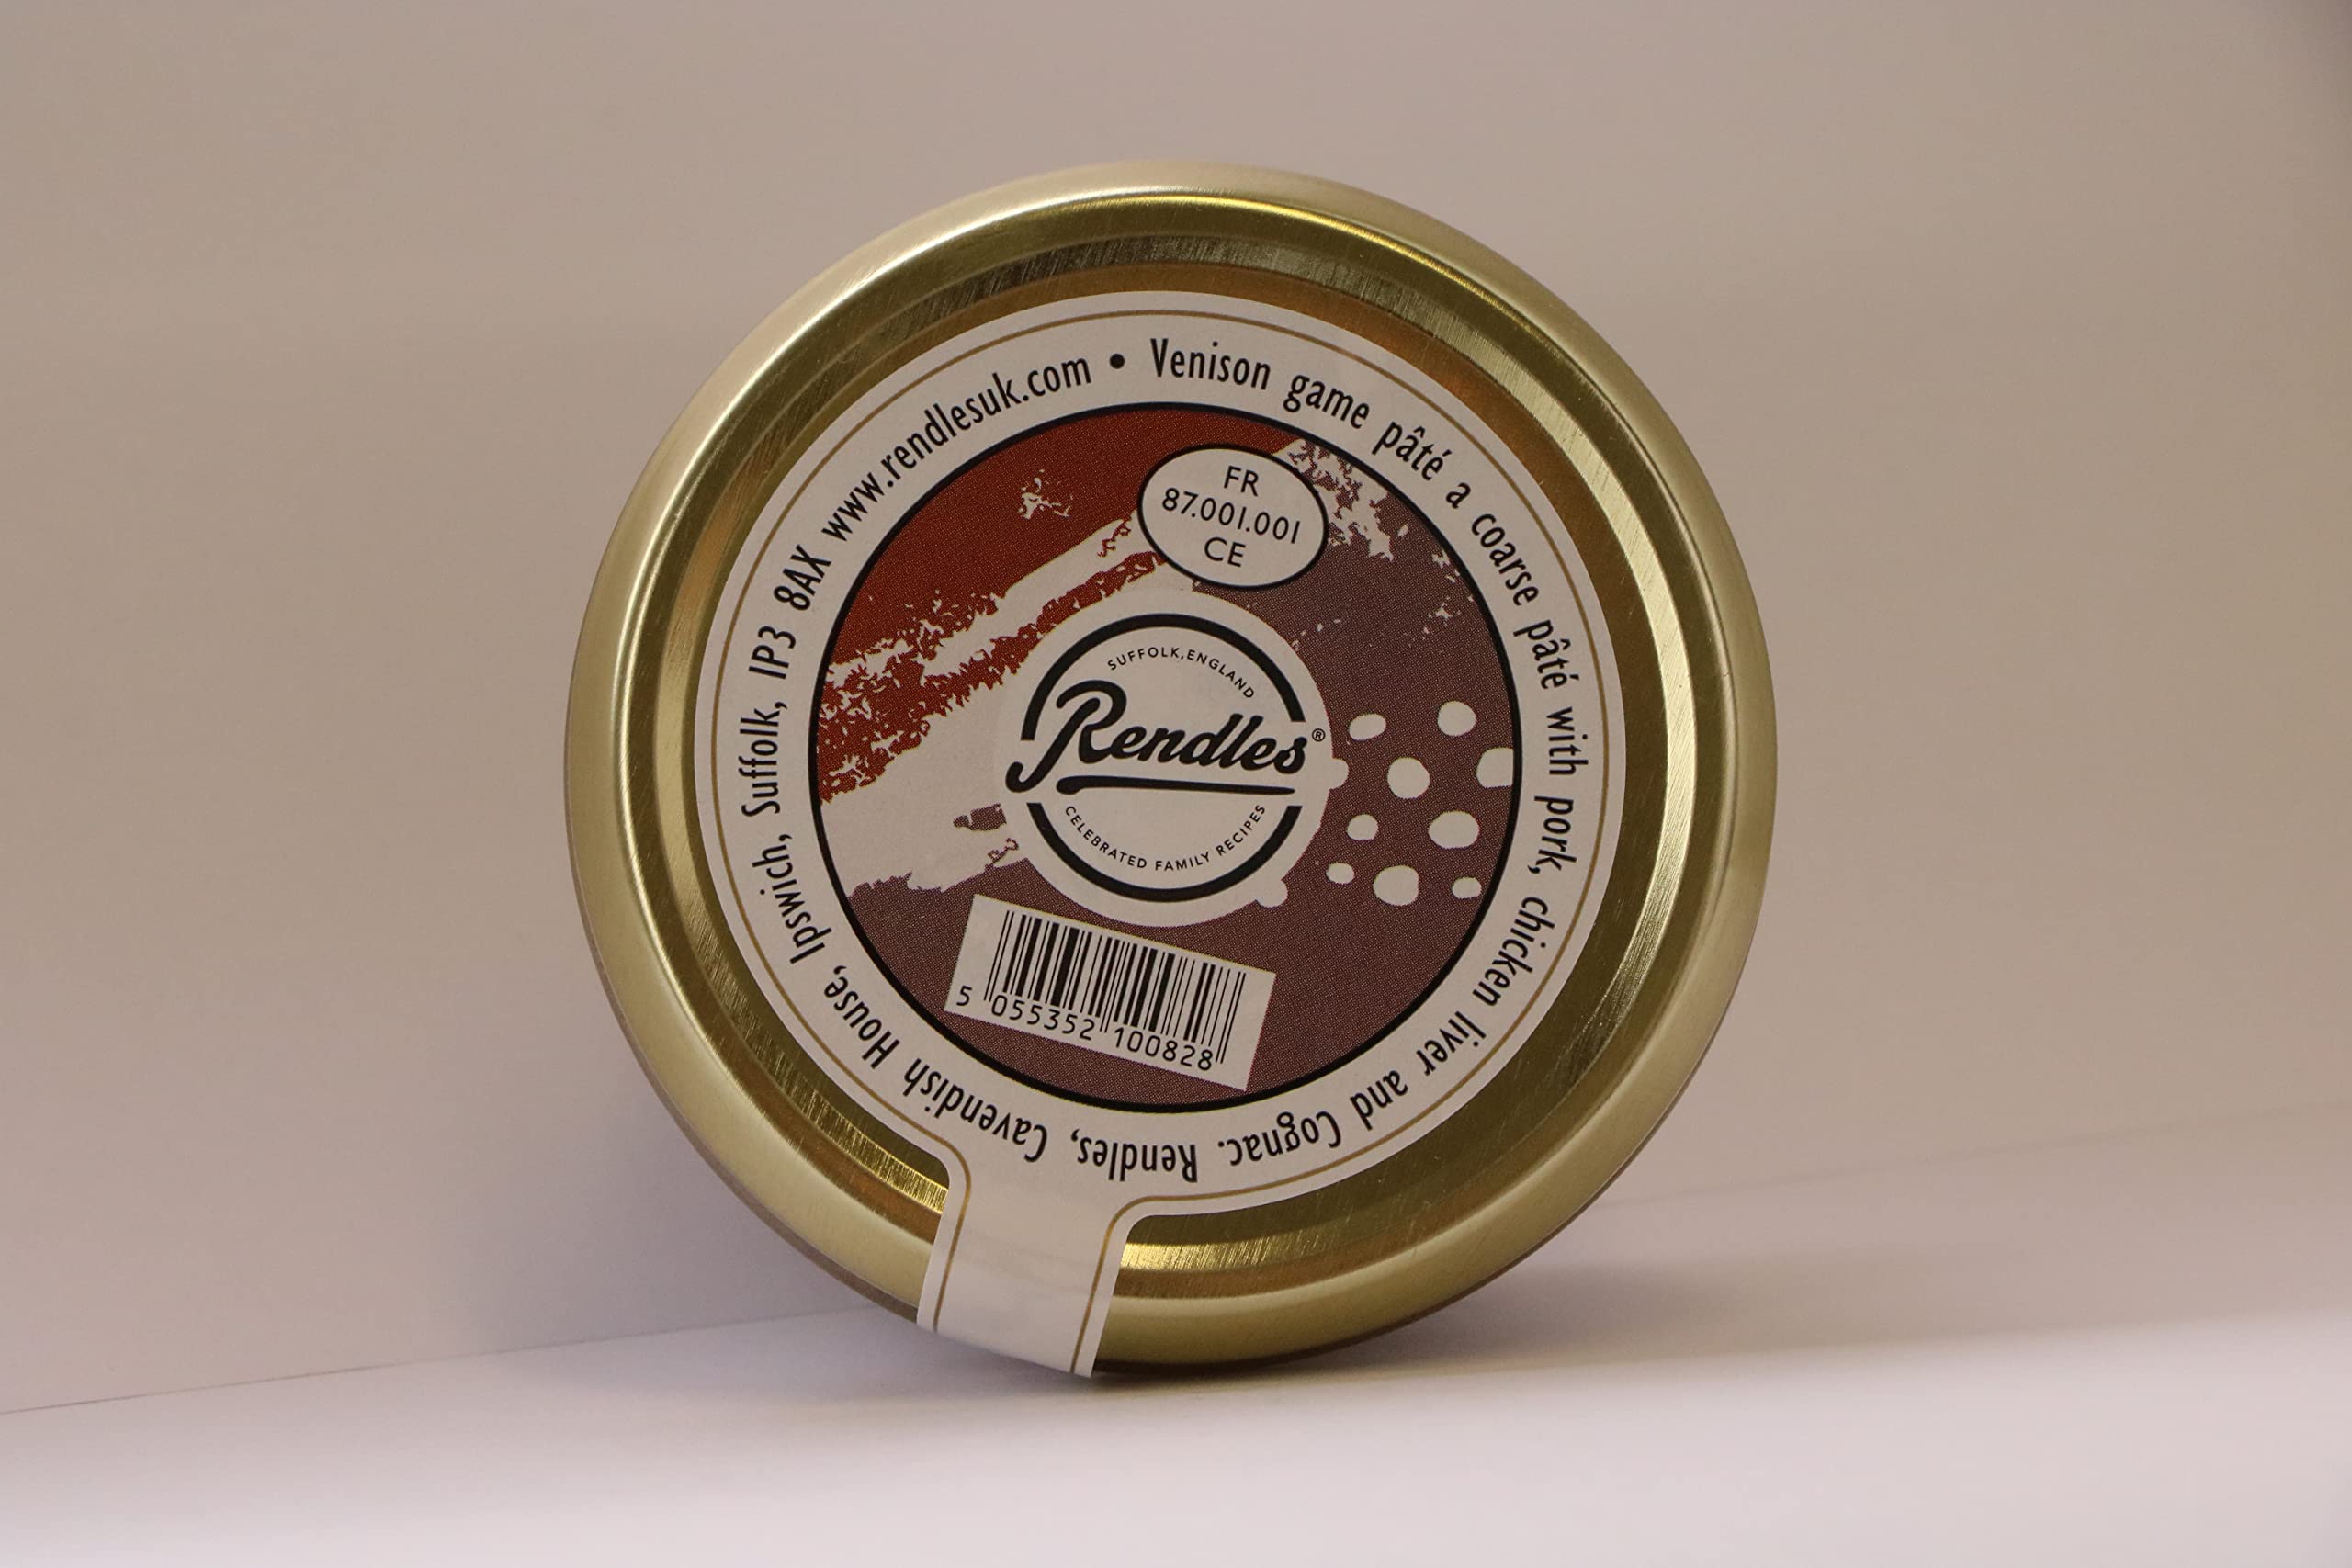 Venison game pâté a coarse pâté with pork, chicken liver and Cognac. Rendles, Cavendish House, Ipswich, Suffolk, IP3 8AX www.rendlesuk.com •
FR
87.001.001
CE
SUFFOLK, ENGLAND
Rendles®
CELEBRATED FAMILY RECIPES
5 055352 100828